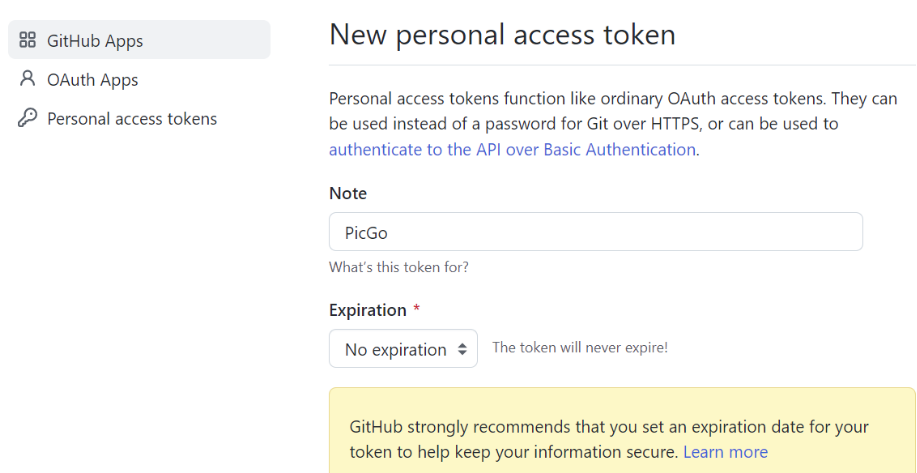 GitHub Apps
OAuth Apps
Personal access tokens
New personal access token
Personal access tokens function like ordinary OAuth access tokens. They can
be used instead of a password for Git over HTTPS, or can be used to
authenticate to the API over Basic Authentication.
Note
PicGo
What's this token for?
Expiration *
No expiration
The token will never expire!
GitHub strongly recommends that you set an expiration date for your
token to help keep your information secure. Learn more